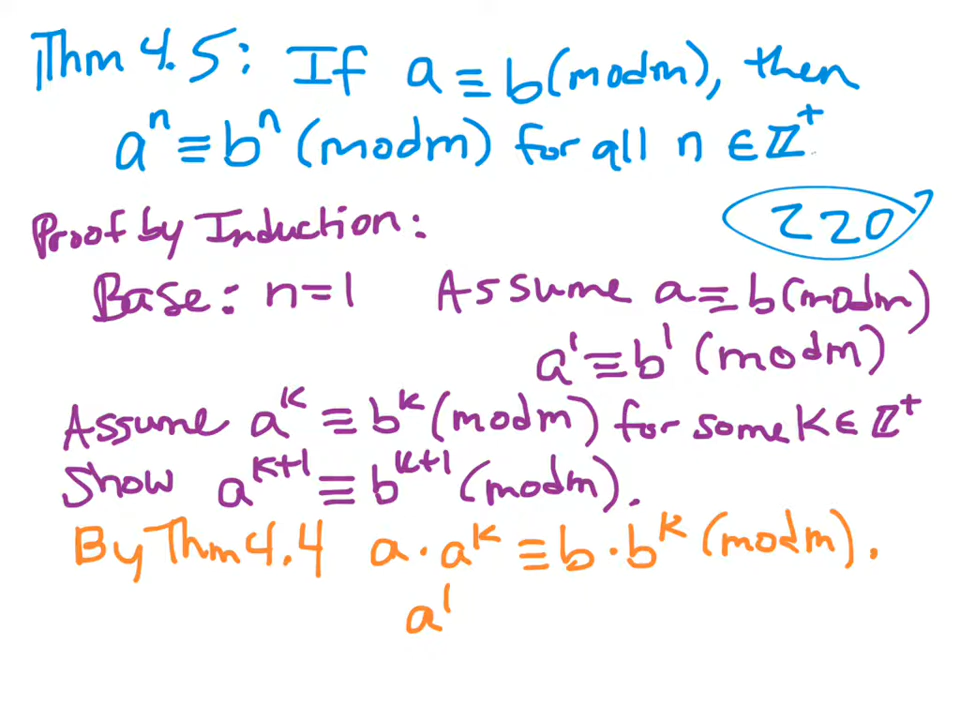 Thm 4.5: If a ≡ b (mod m), then
aⁿ ≡ bⁿ (mod m) for all n ∈ ℤ⁺
220
Proof by Induction:
Base: n=1 Assume a ≡ b (mod m)
a¹ ≡ b¹ (mod m)
Assume aᵏ ≡ bᵏ (mod m) for some k ∈ ℤ⁺
Show aᵏ⁺¹ ≡ bᵏ⁺¹ (mod m).
By Thm 4.4 a · aᵏ ≡ b · bᵏ (mod m).
a¹